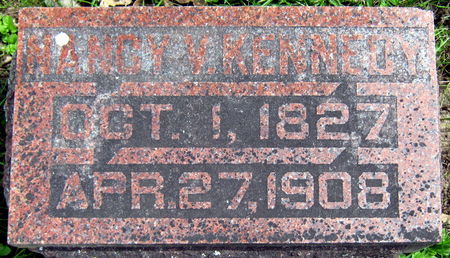 NANCY V. KENNEDY
OCT. 1, 1827
APR. 27, 1908